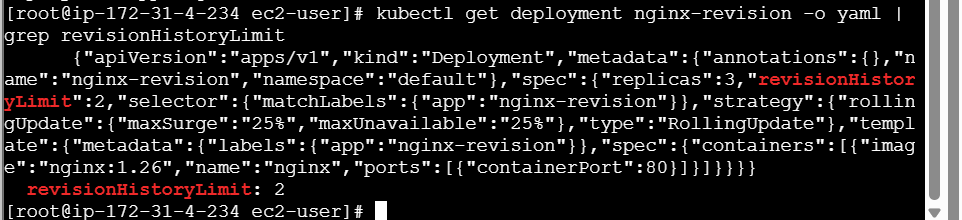 [root@ip-172-31-4-234 ec2-user]# kubectl get deployment nginx-revision -o yaml |
grep revisionHistoryLimit
      {"apiVersion":"apps/v1","kind":"Deployment","metadata":{"annotations":{},"n
ame":"nginx-revision","namespace":"default"},"spec":{"replicas":3,"revisionHistor
yLimit":2,"selector":{"matchLabels":{"app":"nginx-revision"}},"strategy":{"rollin
gUpdate":{"maxSurge":"25%","maxUnavailable":"25%"},"type":"RollingUpdate"},"templ
ate":{"metadata":{"labels":{"app":"nginx-revision"}},"spec":{"containers":[{"imag
e":"nginx:1.26","name":"nginx","ports":[{"containerPort":80}]}]}}}}
  revisionHistoryLimit: 2
[root@ip-172-31-4-234 ec2-user]#